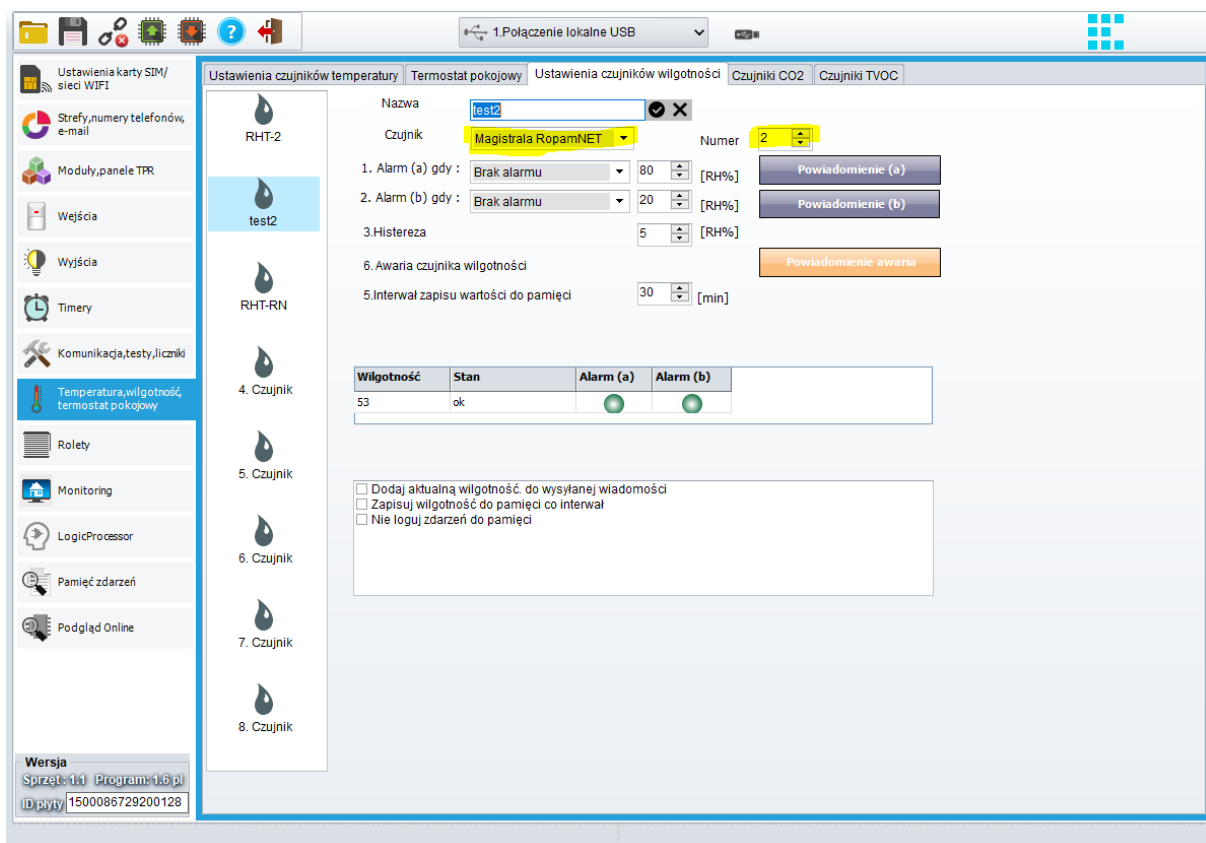 1.Połączenie lokalne USB
Ustawienia karty SIM/
sieci WIFI
Strefy,numery telefonów,
e-mail
Moduły,panele TPR
Wejścia
Wyjścia
Timery
Komunikacja,testy,liczniki
Temperatura,wilgotność,
termostat pokojowy
Rolety
Monitoring
LogicProcessor
Pamięć zdarzeń
Podgląd Online
Wersja
Sprzęt: 1.1 Program: 1.6 pl
ID płyty 1500086729200128
Ustawienia czujników temperatury Termostat pokojowy Ustawienia czujników wilgotności Czujniki CO2 Czujniki TVOC
RHT-2
test2
RHT-RN
4. Czujnik
5. Czujnik
6. Czujnik
7. Czujnik
8. Czujnik
Nazwa test2
Czujnik Magistrala RopamNET Numer 2
1. Alarm (a) gdy : Brak alarmu 80 [RH%] Powiadomienie (a)
2. Alarm (b) gdy : Brak alarmu 20 [RH%] Powiadomienie (b)
3.Histereza 5 [RH%]
6. Awaria czujnika wilgotności Powiadomienie awaria
5.Interwał zapisu wartości do pamięci 30 [min]
Wilgotność Stan Alarm (a) Alarm (b)
53 ok
Dodaj aktualną wilgotność. do wysyłanej wiadomości
Zapisuj wilgotność do pamięci co interwał
Nie loguj zdarzeń do pamięci